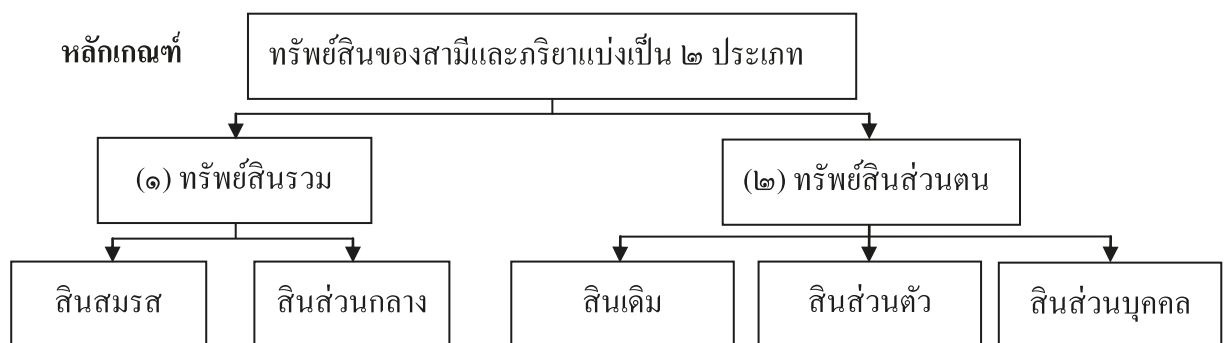 หลักเกณฑ์
ทรัพย์สินของสามีและภริยาแบ่งเป็น ๒ ประเภท
(๑) ทรัพย์สินรวม
(๒) ทรัพย์สินส่วนตน
สินสมรส
สินส่วนกลาง
สินเดิม
สินส่วนตัว
สินส่วนบุคคล